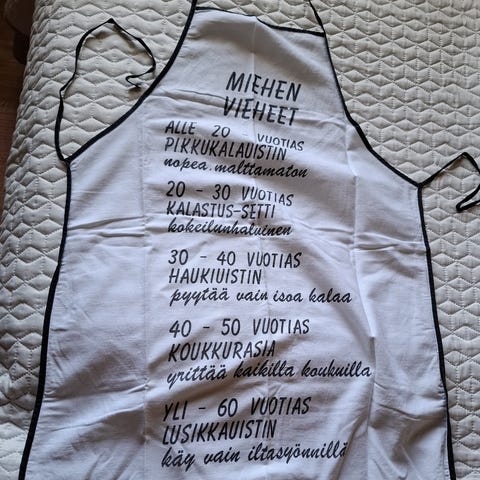 MIEHEN
VIEHEET
ALLE 20 - VUOTIAS
PIKKUKALAUISTIN
nopea.malttamaton
20 - 30 VUOTIAS
KALASTUS-SETTI
kokeilunhaluinen
30 - 40 VUOTIAS
HAUKIUISTIN
pyytää vain isoa kalaa
40 - 50 VUOTIAS
KOUKKURASIA
yrittää kaikilla koukuilla
YLI - 60 VUOTIAS
LUSIKKAUISTIN
käy vain iltasyönnillä